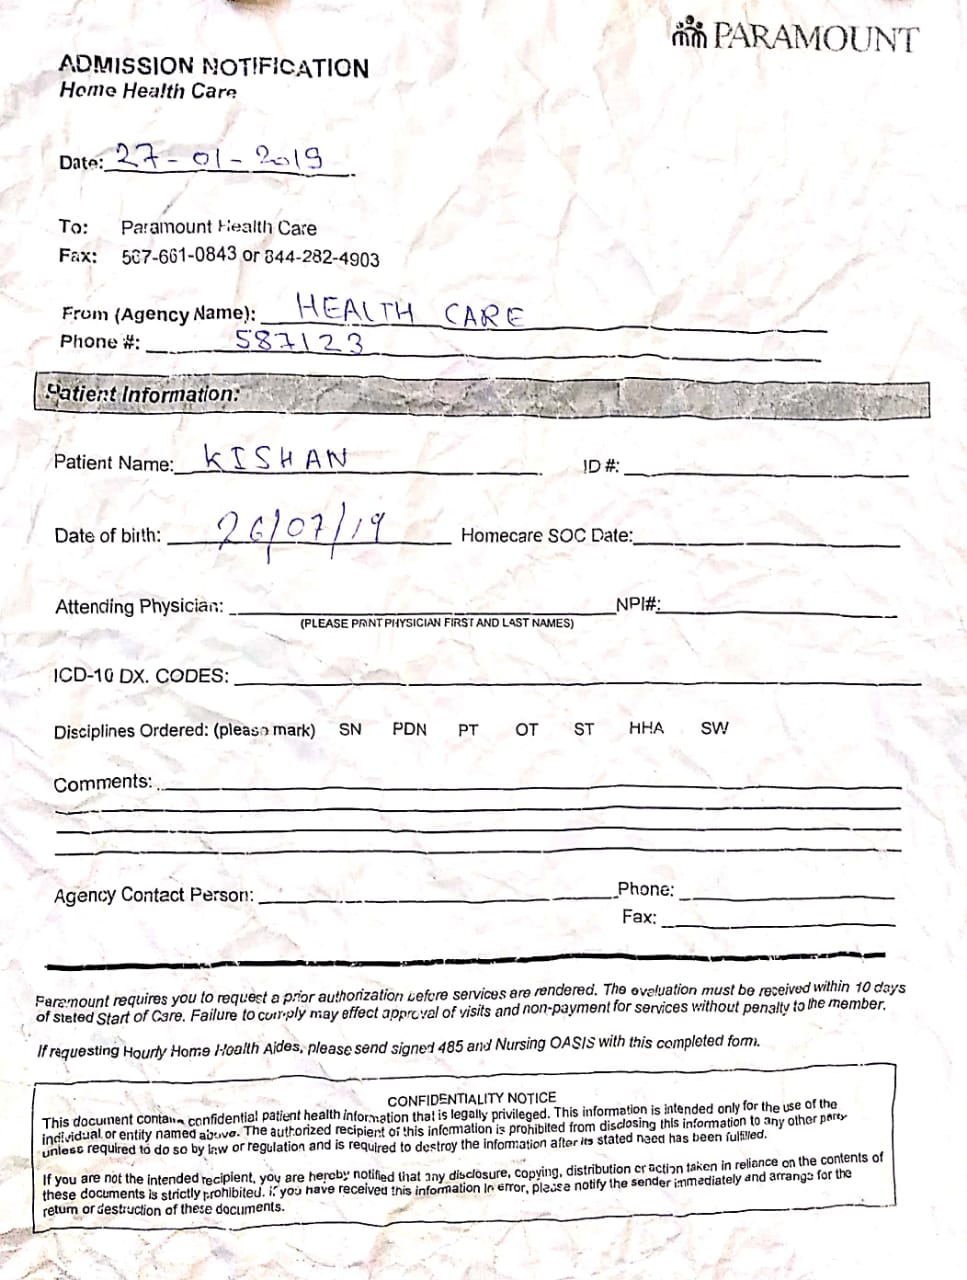 PARAMOUNT
ADMISSION NOTIFICATION
Home Health Care
Date: 27-01-2019
To: Paramount Health Care
Fax: 567-661-0843 or 844-282-4903
From (Agency Name): HEALTH CARE
Phone #: 587123
Patient Information:
Patient Name: KISHAN ID #:
Date of birth: 26/07/19 Homecare SOC Date:
Attending Physician: NPI#:
(PLEASE PRINT PHYSICIAN FIRST AND LAST NAMES)
ICD-10 DX. CODES:
Disciplines Ordered: (please mark) SN PDN PT OT ST HHA SW
Comments:
Agency Contact Person: Phone:
Fax:
Paramount requires you to request a prior authorization before services are rendered. The evaluation must be received within 10 days
of stated Start of Care. Failure to comply may effect approval of visits and non-payment for services without penalty to the member.
If requesting Hourly Home Health Aides, please send signed 485 and Nursing OASIS with this completed form.
CONFIDENTIALITY NOTICE
This document contains confidential patient health information that is legally privileged. This information is intended only for the use of the
individual or entity named above. The authorized recipient of this information is prohibited from disclosing this information to any other party
unless required to do so by law or regulation and is required to destroy the information after its stated need has been fulfilled.
If you are not the intended recipient, you are hereby notified that any disclosure, copying, distribution or action taken in reliance on the contents of
these documents is strictly prohibited. If you have received this information in error, please notify the sender immediately and arrange for the
return or destruction of these documents.